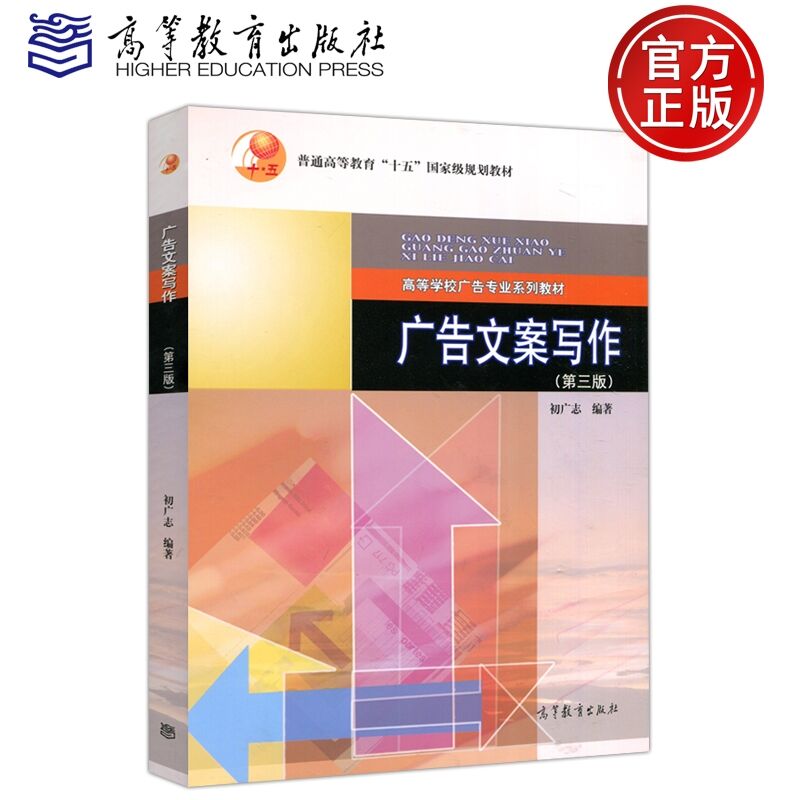 高等教育出版社
HIGHER EDUCATION PRESS
官方
正版
十·五
普通高等教育“十五”国家级规划教材
GAO DENG XUE XIAO
GUANG GAO ZHUAN YE
XI LIE JIAO CAI
高等学校广告专业系列教材
广告文案写作
(第三版)
初广志 编著
高等教育出版社
广告文案写作
(第三版)
初广志 编著